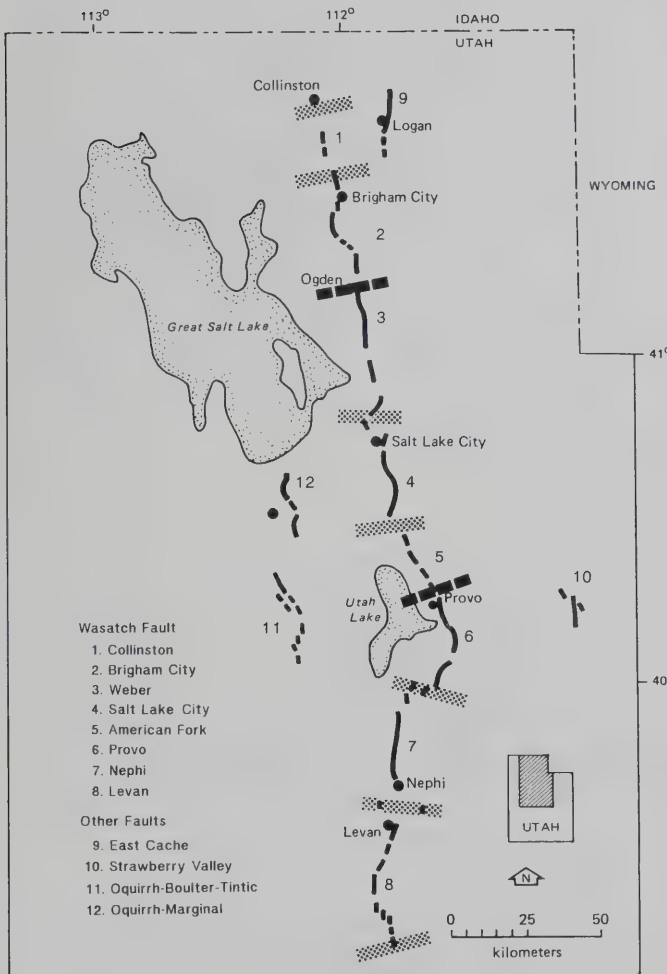 113°
112°
IDAHO
UTAH
Collinston
9
Logan
1
WYOMING
Brigham City
2
Ogden
3
Great Salt Lake
41°
Salt Lake City
12
4
5
10
Provo
Utah
Lake
11
6
Wasatch Fault
1. Collinston
2. Brigham City
3. Weber
4. Salt Lake City
5. American Fork
6. Provo
7. Nephi
8. Levan
40°
7
Nephi
Levan
Other Faults
9. East Cache
10. Strawberry Valley
11. Oquirrh-Boulter-Tintic
12. Oquirrh-Marginal
8
UTAH
N
0 25 50
kilometers